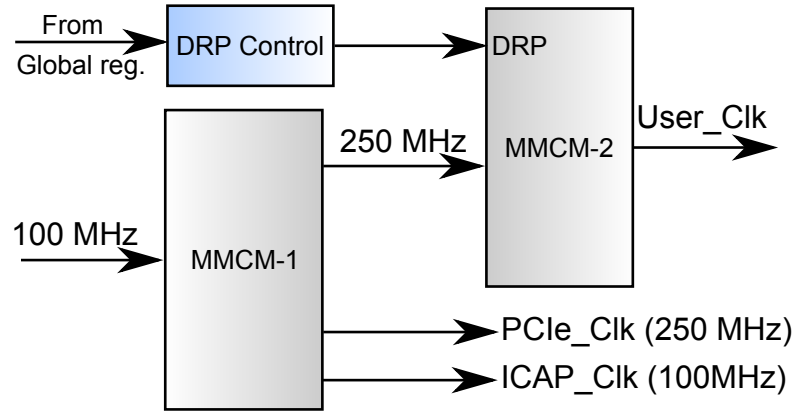 From
Global reg.
DRP Control
DRP
MMCM-2
User_Clk
250 MHz
100 MHz
MMCM-1
PCIe_Clk (250 MHz)
ICAP_Clk (100MHz)